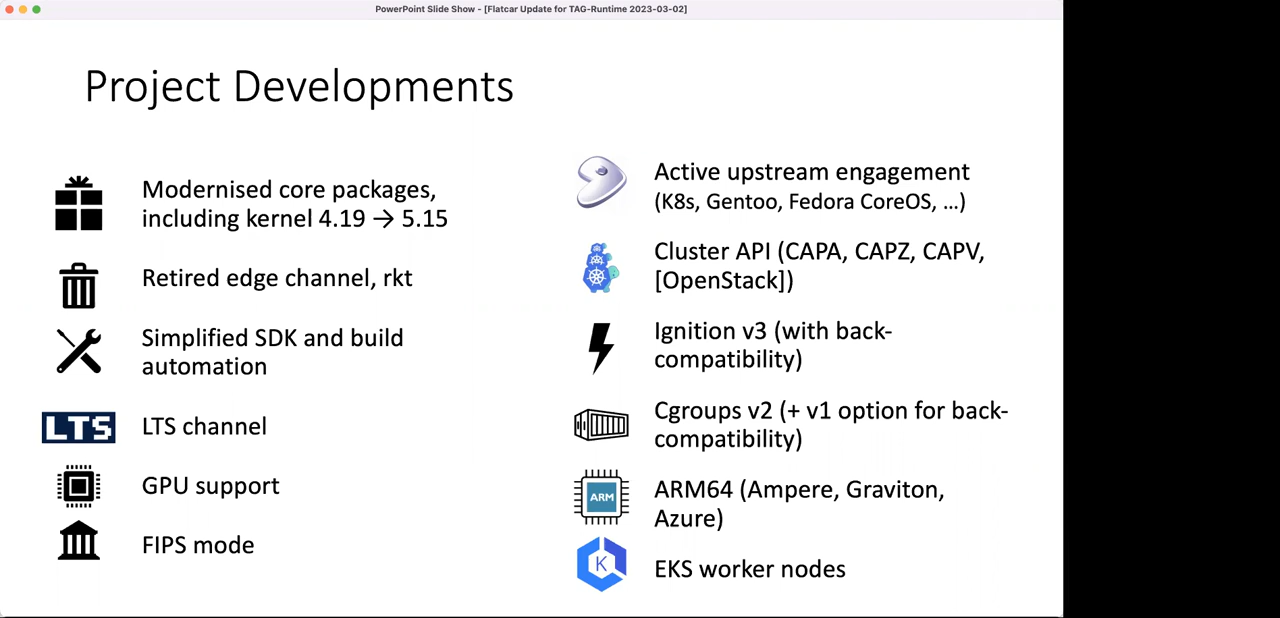 PowerPoint Slide Show - [Flatcar Update for TAG-Runtime 2023-03-02]
Project Developments
Modernised core packages,
including kernel 4.19 → 5.15
Retired edge channel, rkt
Simplified SDK and build
automation
LTS
LTS channel
GPU support
FIPS mode
Active upstream engagement
(K8s, Gentoo, Fedora CoreOS, …)
Cluster API (CAPA, CAPZ, CAPV,
[OpenStack])
Ignition v3 (with back-
compatibility)
Cgroups v2 (+ v1 option for back-
compatibility)
ARM
ARM64 (Ampere, Graviton,
Azure)
K
EKS worker nodes